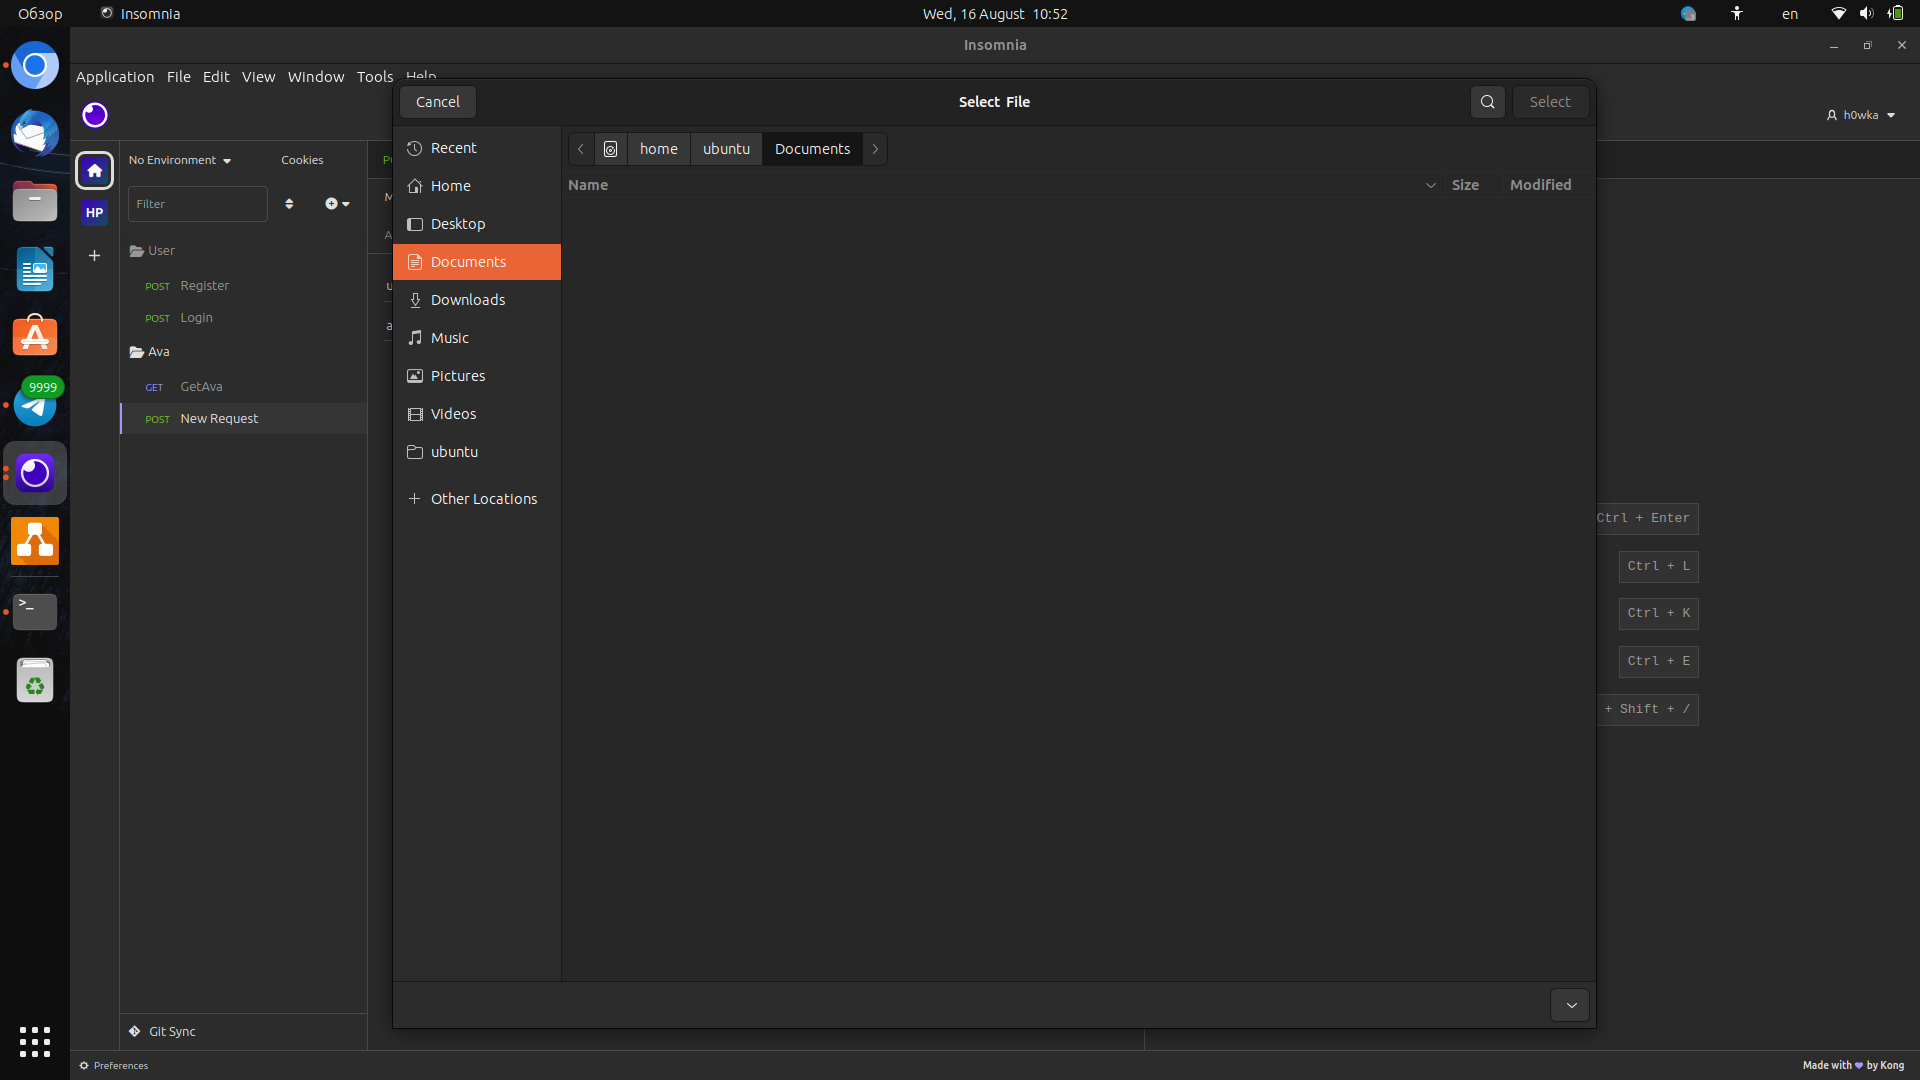 Обзор
Insomnia
Wed, 16 August 10:52
en
Insomnia
Application File Edit View Window Tools Help
h0wka
No Environment
Cookies
Filter
HP
User
POST Register
POST Login
Ava
GET GetAva
POST New Request
9999
Git Sync
Preferences
Cancel
Select File
Select
Recent
Home
Desktop
Documents
Downloads
Music
Pictures
Videos
ubuntu
Other Locations
home ubuntu Documents
Name Size Modified
Ctrl + Enter
Ctrl + L
Ctrl + K
Ctrl + E
+ Shift + /
>_
Made with 💜 by Kong